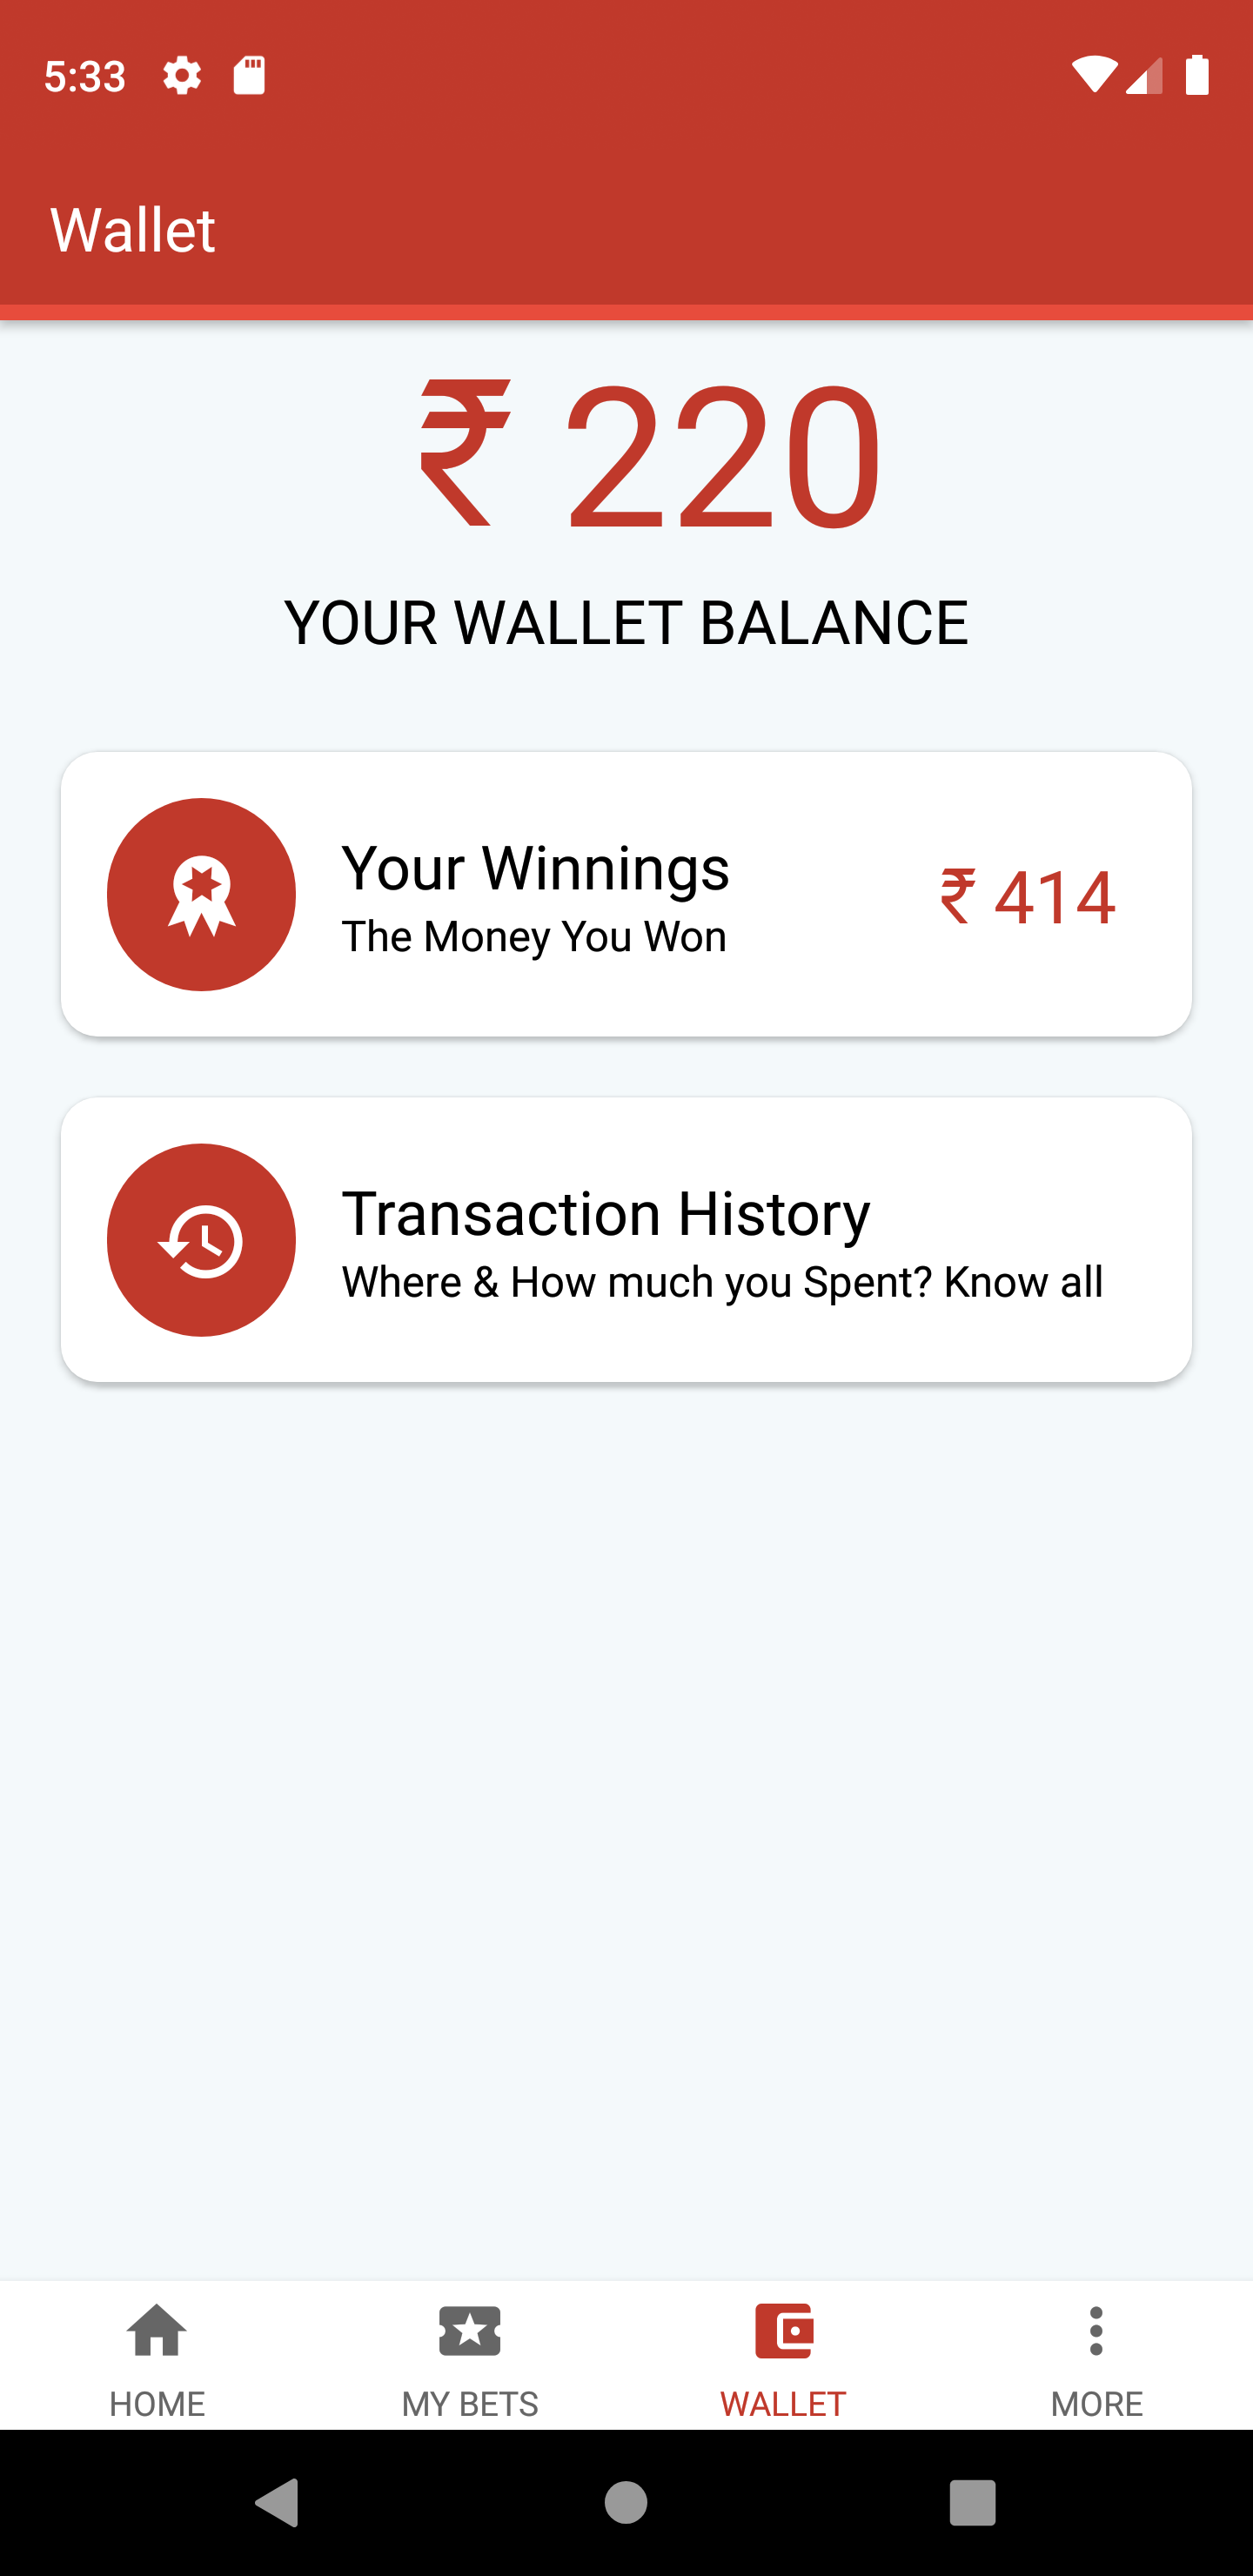 5:33
Wallet
₹ 220
YOUR WALLET BALANCE
Your Winnings
The Money You Won
₹ 414
Transaction History
Where & How much you Spent? Know all
HOME
MY BETS
WALLET
MORE